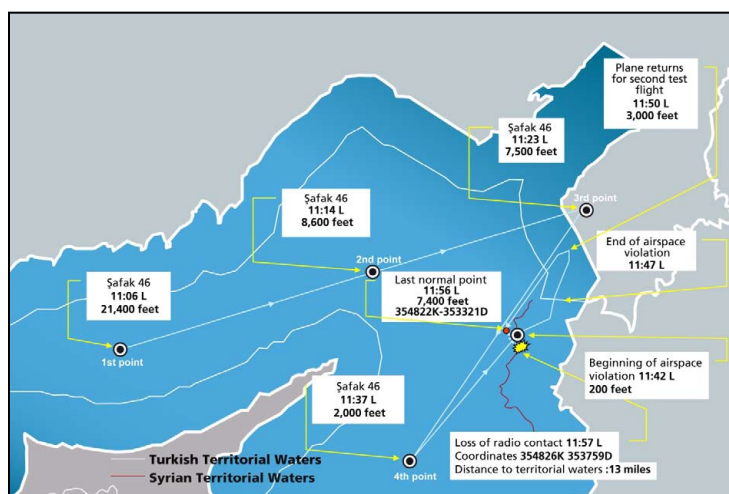 Plane returns
for second test
flight
11:50 L
3,000 feet
Şafak 46
11:23 L
7,500 feet
3rd point
Şafak 46
11:14 L
8,600 feet
2nd point
End of airspace
violation
11:47 L
Last normal point
11:56 L
7,400 feet
354822K-353321D
Şafak 46
11:06 L
21,400 feet
1st point
Beginning of airspace
violation 11:42 L
200 feet
Şafak 46
11:37 L
2,000 feet
Loss of radio contact 11:57 L
Coordinates 354826K 353759D
Distance to territorial waters :13 miles
4th point
Turkish Territorial Waters
Syrian Territorial Waters